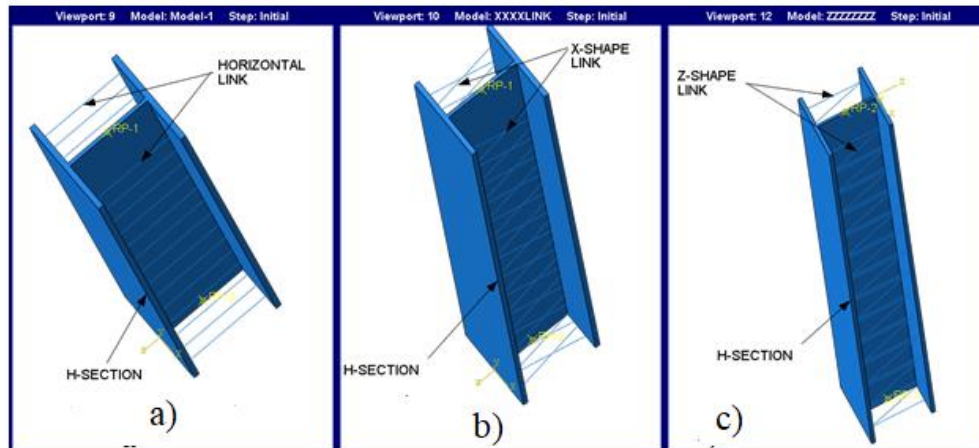 Viewport: 9 Model: Model-1 Step: Initial
HORIZONTAL
LINK
RP-1
H-SECTION
a)
Viewport: 10 Model: XXXXLINK Step: Initial
X-SHAPE
LINK
RP-1
H-SECTION
b)
Viewport: 12 Model: ZZZZZZZZ Step: Initial
Z-SHAPE
LINK
RP-2
H-SECTION
c)